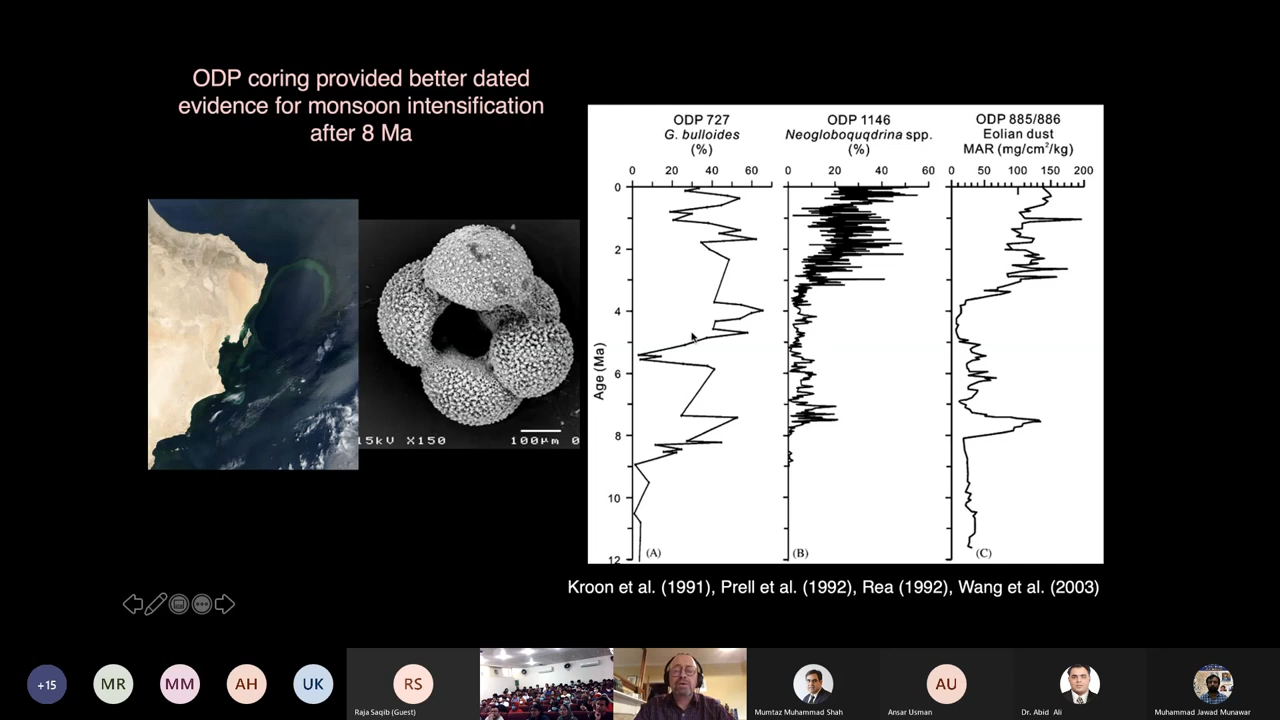 ODP coring provided better dated
evidence for monsoon intensification
after 8 Ma
ODP 727
G. bulloides
(%)
ODP 1146
Neogloboquqdrina spp.
(%)
ODP 885/886
Eolian dust
MAR (mg/cm²/kg)
0 20 40 60
0 20 40 60
0 50 100 150 200
0
2
4
6
8
10
12
Age (Ma)
(A)
(B)
(C)
15kV X150 100µm 0
Kroon et al. (1991), Prell et al. (1992), Rea (1992), Wang et al. (2003)
+15
MR
MM
AH
UK
RS
Raja Saqib (Guest)
Mumtaz Muhammad Shah
AU
Ansar Usman
Dr. Abid Ali
Muhammad Jawad Munawar